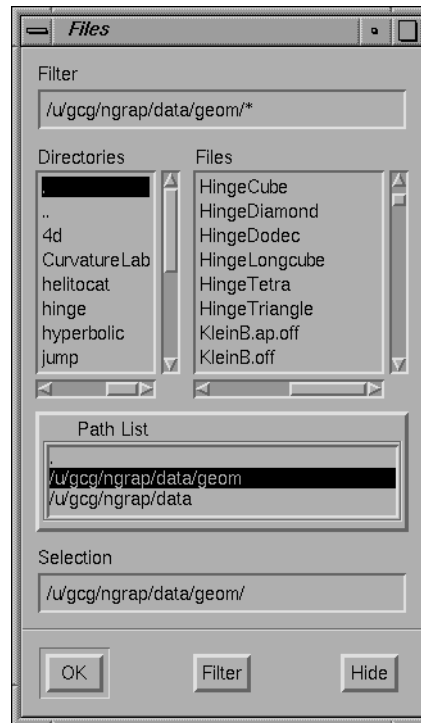 Files
Filter
/u/gcg/ngrap/data/geom/*
Directories
Files
.
..
4d
CurvatureLab
helitocat
hinge
hyperbolic
jump
HingeCube
HingeDiamond
HingeDodec
HingeLongcube
HingeTetra
HingeTriangle
KleinB.ap.off
KleinB.off
Path List
.
/u/gcg/ngrap/data/geom
/u/gcg/ngrap/data
Selection
/u/gcg/ngrap/data/geom/
OK
Filter
Hide